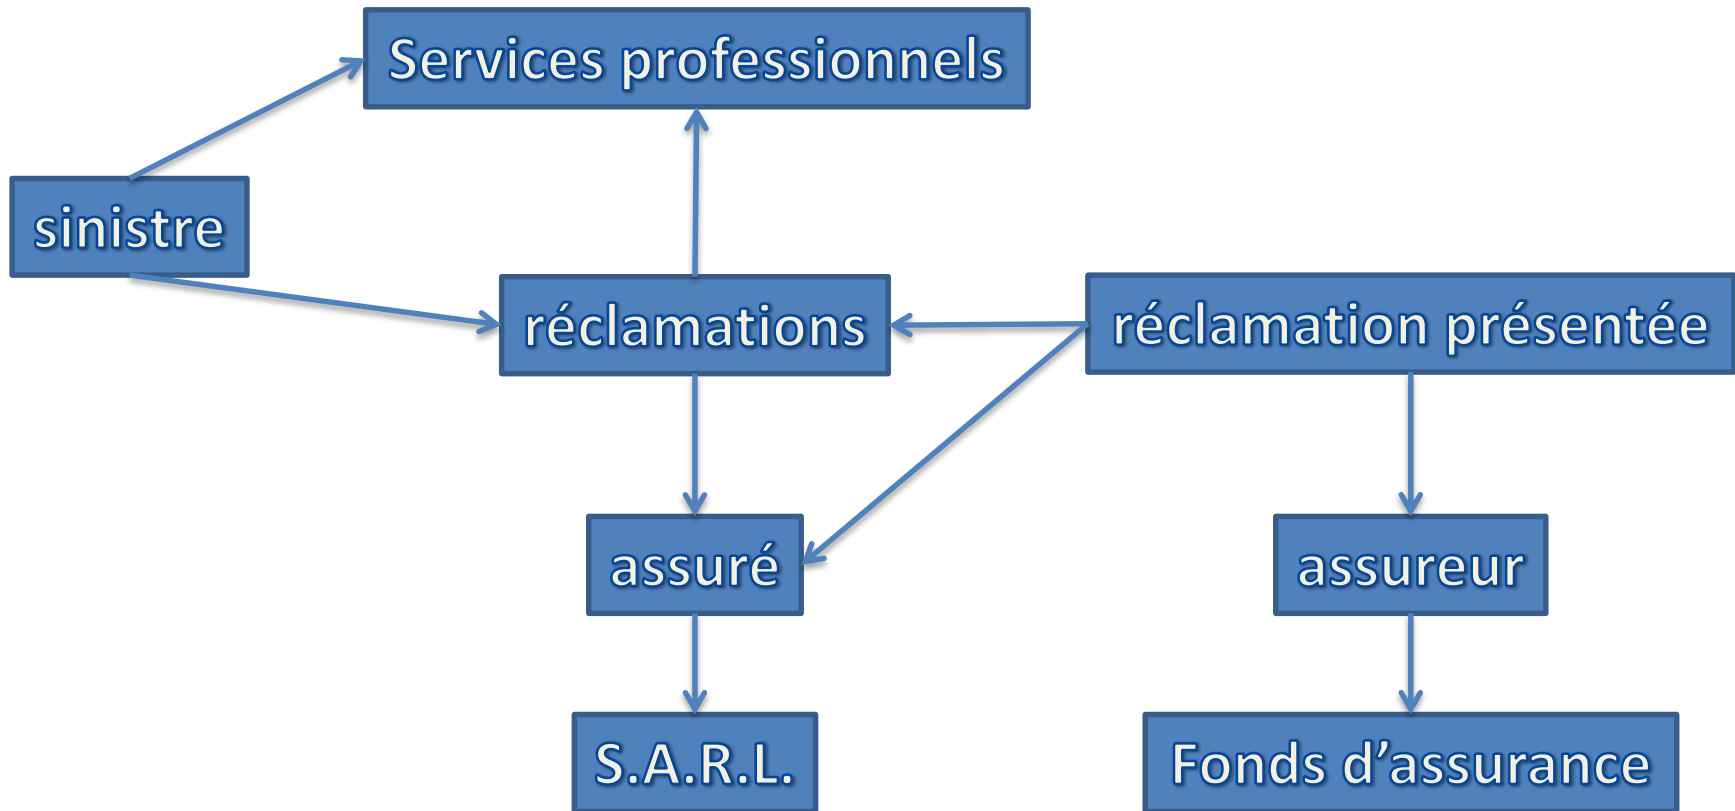 Services professionnels
sinistre
réclamations
réclamation présentée
assuré
assureur
S.A.R.L.
Fonds d’assurance